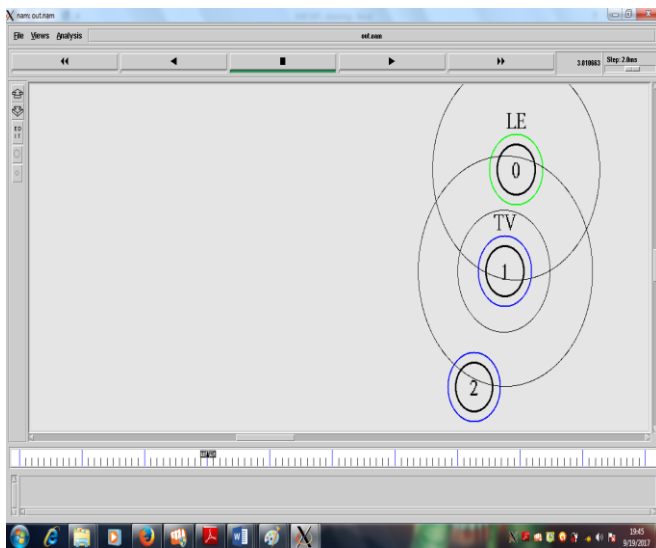 nam: out.nam
File Views Analysis out.nam
3.010663 Step: 2.0ms
LE
0
TV
1
2
19:45
9/19/2017